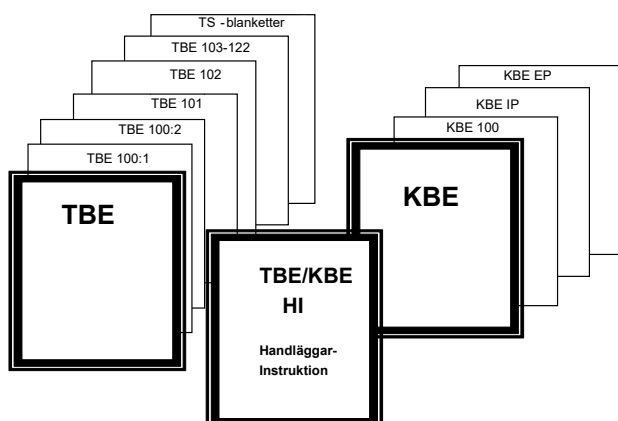 TS -blanketter
TBE 103-122
TBE 102
TBE 101
TBE 100:2
TBE 100:1
TBE
KBE EP
KBE IP
KBE 100
KBE
TBE/KBE
HI
Handläggar-
Instruktion